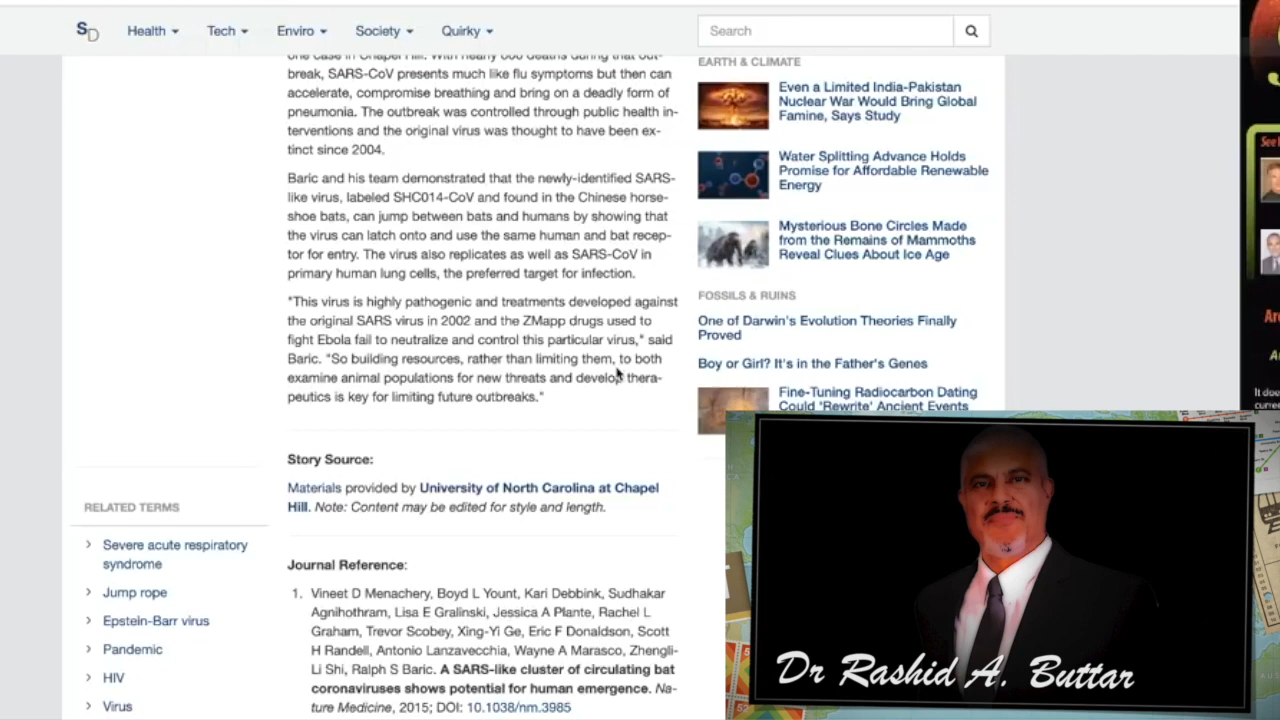 SD
Health
Tech
Enviro
Society
Quirky
Search
one case in Chapel Hill. With nearly 800 deaths during that out-
break, SARS-CoV presents much like flu symptoms but then can
accelerate, compromise breathing and bring on a deadly form of
pneumonia. The outbreak was controlled through public health in-
terventions and the original virus was thought to have been ex-
tinct since 2004.
Baric and his team demonstrated that the newly-identified SARS-
like virus, labeled SHC014-CoV and found in the Chinese horse-
shoe bats, can jump between bats and humans by showing that
the virus can latch onto and use the same human and bat recep-
tor for entry. The virus also replicates as well as SARS-CoV in
primary human lung cells, the preferred target for infection.
"This virus is highly pathogenic and treatments developed against
the original SARS virus in 2002 and the ZMapp drugs used to
fight Ebola fail to neutralize and control this particular virus," said
Baric. "So building resources, rather than limiting them, to both
examine animal populations for new threats and develop thera-
peutics is key for limiting future outbreaks."
Story Source:
Materials provided by University of North Carolina at Chapel
Hill. Note: Content may be edited for style and length.
Journal Reference:
1. Vineet D Menachery, Boyd L Yount, Kari Debbink, Sudhakar
Agnihothram, Lisa E Gralinski, Jessica A Plante, Rachel L
Graham, Trevor Scobey, Xing-Yi Ge, Eric F Donaldson, Scott
H Randell, Antonio Lanzavecchia, Wayne A Marasco, Zhengli-
Li Shi, Ralph S Baric. A SARS-like cluster of circulating bat
coronaviruses shows potential for human emergence. Na-
ture Medicine, 2015; DOI: 10.1038/nm.3985
RELATED TERMS
Severe acute respiratory
syndrome
Jump rope
Epstein-Barr virus
Pandemic
HIV
Virus
EARTH & CLIMATE
Even a Limited India-Pakistan
Nuclear War Would Bring Global
Famine, Says Study
Water Splitting Advance Holds
Promise for Affordable Renewable
Energy
Mysterious Bone Circles Made
from the Remains of Mammoths
Reveal Clues About Ice Age
FOSSILS & RUINS
One of Darwin's Evolution Theories Finally
Proved
Boy or Girl? It's in the Father's Genes
Fine-Tuning Radiocarbon Dating
Could 'Rewrite' Ancient Events
Dr Rashid A. Buttar